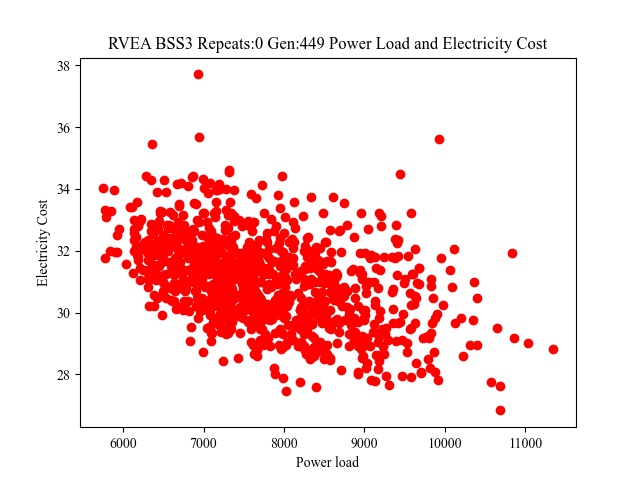 RVEA BSS3 Repeats:0 Gen:449 Power Load and Electricity Cost
38
36
34
32
30
28
Electricity Cost
6000 7000 8000 9000 10000 11000
Power load